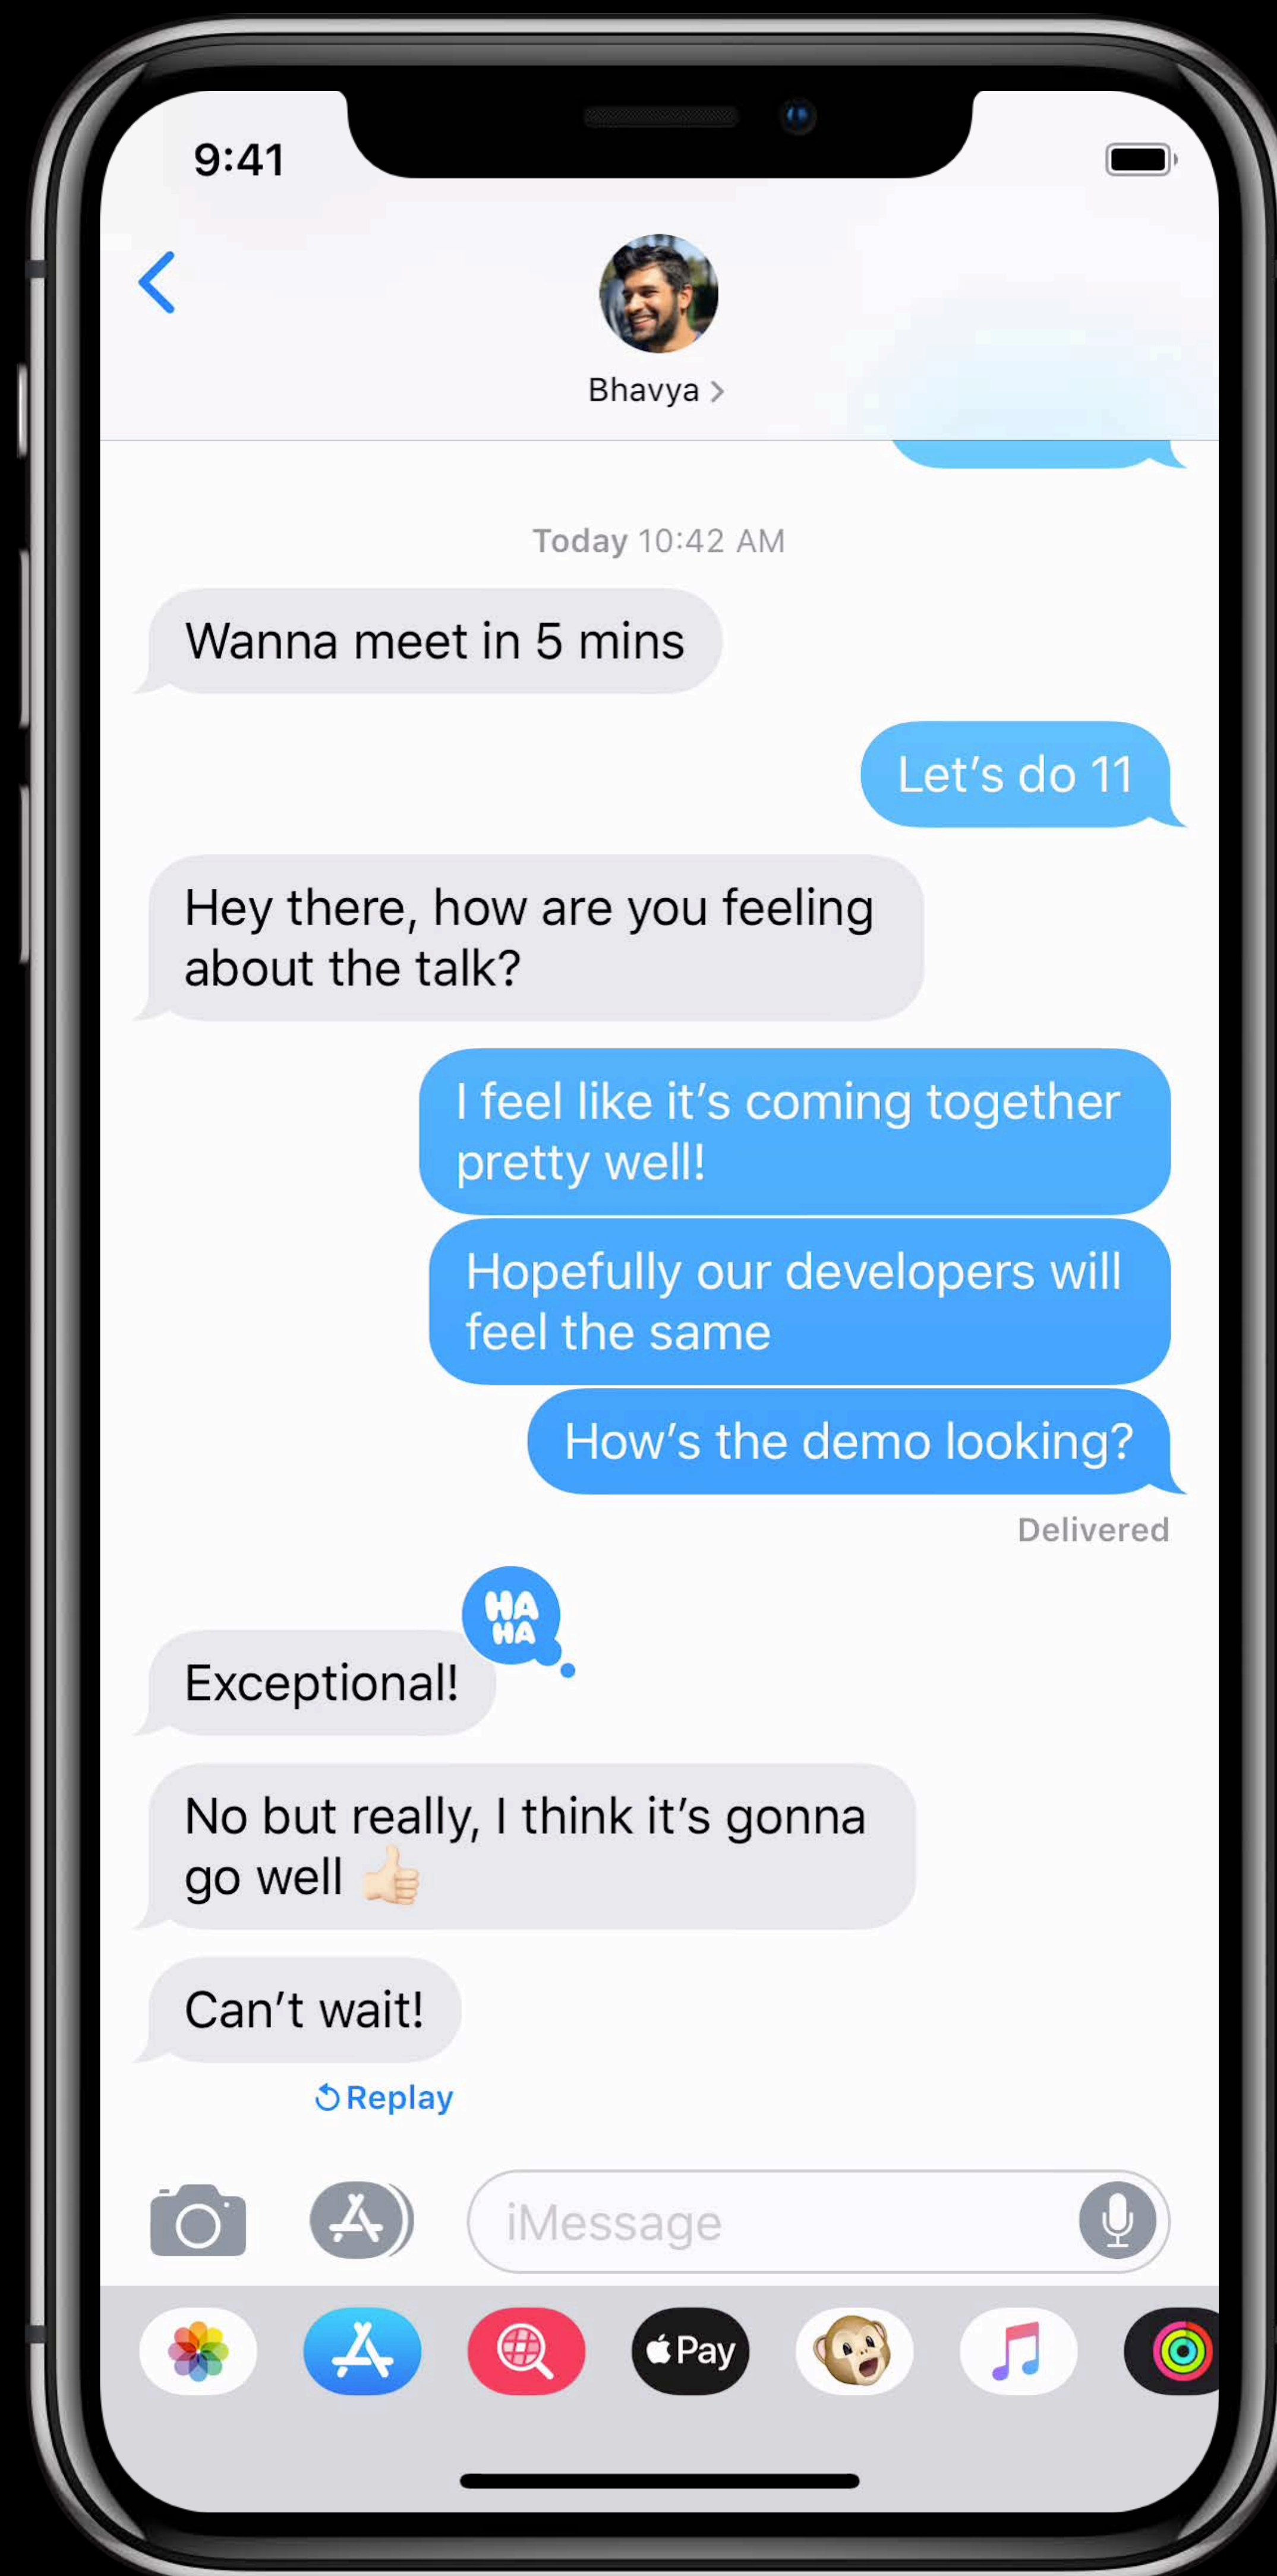 9:41
Bhavya
Today 10:42 AM
Wanna meet in 5 mins
Let’s do 11
Hey there, how are you feeling
about the talk?
I feel like it’s coming together
pretty well!
Hopefully our developers will
feel the same
How’s the demo looking?
Delivered
HA
HA
Exceptional!
No but really, I think it’s gonna
go well 👍🏻
Can’t wait!
Replay
iMessage
Pay